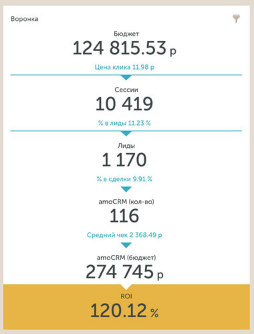 Воронка
Бюджет
124 815.53 р
Цена клика 11.98 р
Сессии
10 419
% в лиды 11.23 %
Лиды
1 170
% в сделки 9.91 %
amoCRM (кол-во)
116
Средний чек 2 368.49 р
amoCRM (бюджет)
274 745 р
ROI
120.12 %